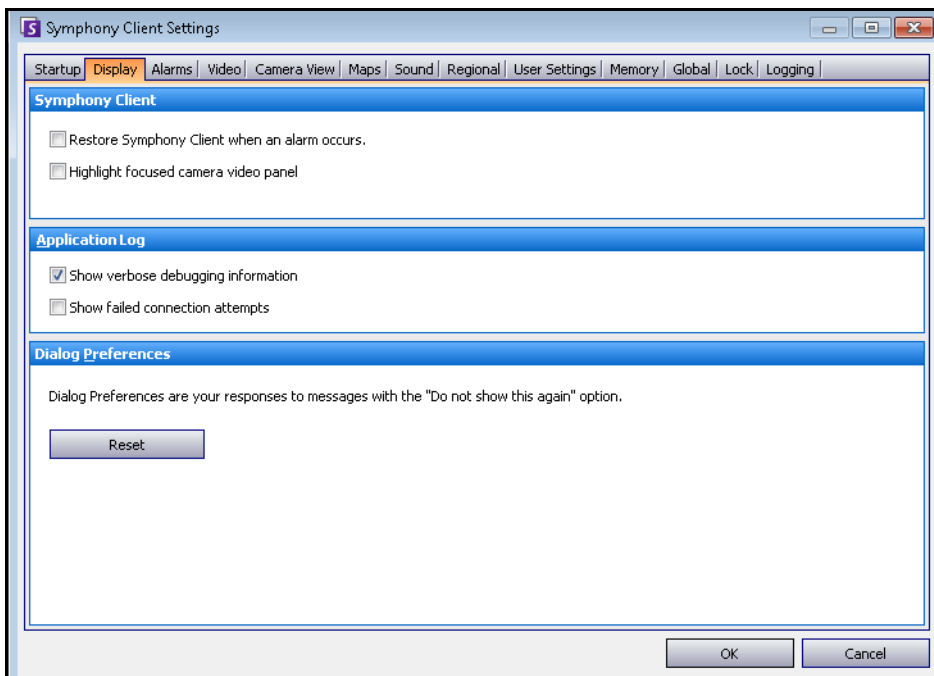 Symphony Client Settings
Startup Display Alarms Video Camera View Maps Sound Regional User Settings Memory Global Lock Logging
Symphony Client
Restore Symphony Client when an alarm occurs.
Highlight focused camera video panel
Application Log
Show verbose debugging information
Show failed connection attempts
Dialog Preferences
Dialog Preferences are your responses to messages with the "Do not show this again" option.
Reset
OK Cancel